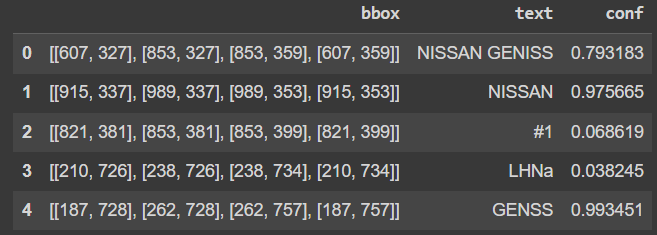 bbox text conf
0 [[607, 327], [853, 327], [853, 359], [607, 359]] NISSAN GENISS 0.793183
1 [[915, 337], [989, 337], [989, 353], [915, 353]] NISSAN 0.975665
2 [[821, 381], [853, 381], [853, 399], [821, 399]] #1 0.068619
3 [[210, 726], [238, 726], [238, 734], [210, 734]] LHNa 0.038245
4 [[187, 728], [262, 728], [262, 757], [187, 757]] GENSS 0.993451